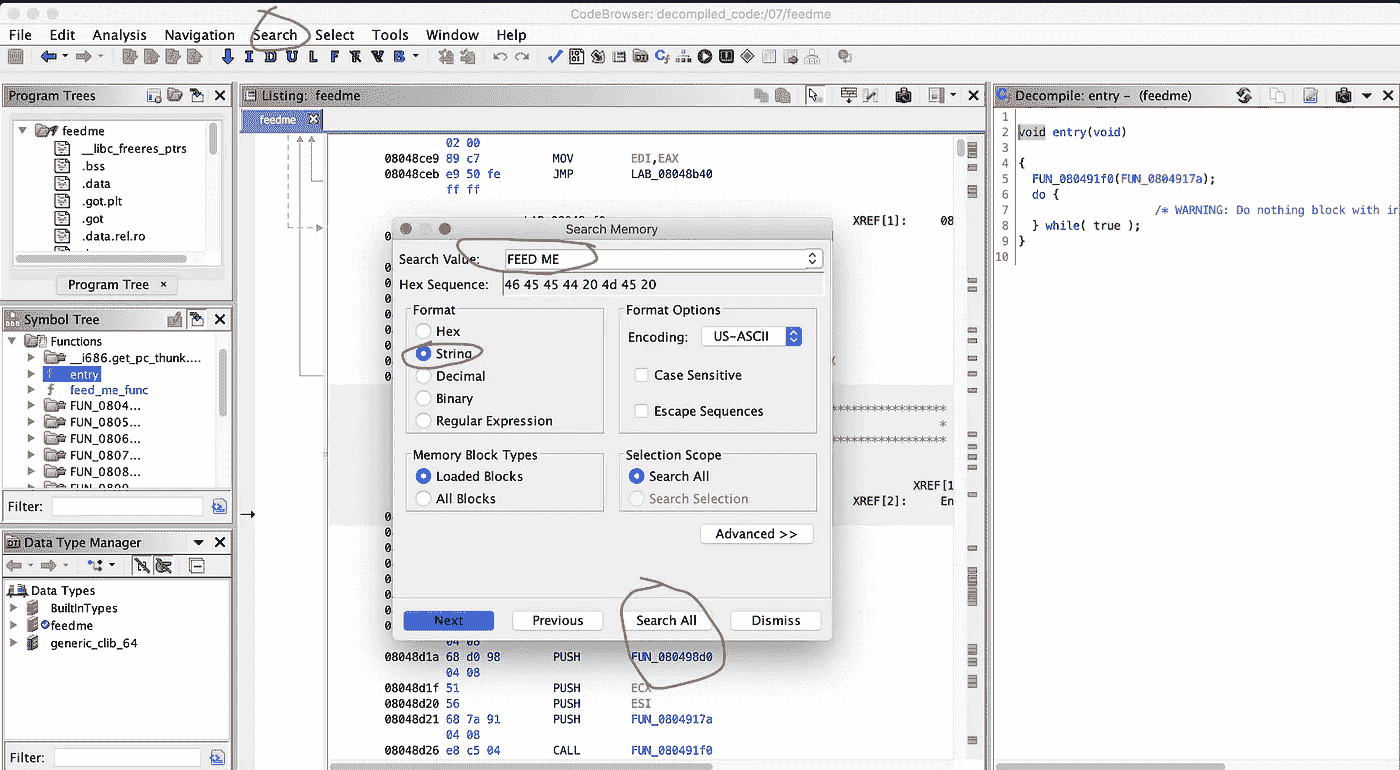 CodeBrowser: decompiled_code:/07/feedme
File Edit Analysis Navigation Search Select Tools Window Help
I D U L F B
Program Trees
feedme
__libc_freeres_ptrs
.bss
.data
.got.plt
.got
.data.rel.ro
Program Tree ×
Symbol Tree
Functions
__i686.get_pc_thunk....
f entry
f feed_me_func
FUN_0804...
FUN_0805...
FUN_0806...
FUN_0807...
FUN_0808...
Filter:
Data Type Manager
Data Types
BuiltInTypes
feedme
generic_clib_64
Filter:
Listing: feedme
feedme
02 00
08048ce9 89 c7 MOV EDI,EAX
08048ceb e9 50 fe JMP LAB_08048b40
ff ff
XREF[1]: 08
Search Memory
Search Value: FEED ME
Hex Sequence: 46 45 45 44 20 4d 45 20
Format
Hex
String
Decimal
Binary
Regular Expression
Format Options
Encoding: US-ASCII
Case Sensitive
Escape Sequences
Memory Block Types
Loaded Blocks
All Blocks
Selection Scope
Search All
Search Selection
Advanced >>
Next Previous Search All Dismiss
*****************
*
*****************
XREF[1
XREF[2]: En
04 08
08048d1a 68 d0 98 PUSH FUN_080498d0
04 08
08048d1f 51 PUSH ECX
08048d20 56 PUSH ESI
08048d21 68 7a 91 PUSH FUN_0804917a
04 08
08048d26 e8 c5 04 CALL FUN_080491f0
Decompile: entry – (feedme)
1
2 void entry(void)
3
4 {
5 FUN_080491f0(FUN_0804917a);
6 do {
7 /* WARNING: Do nothing block with in
8 } while( true );
9 }
10